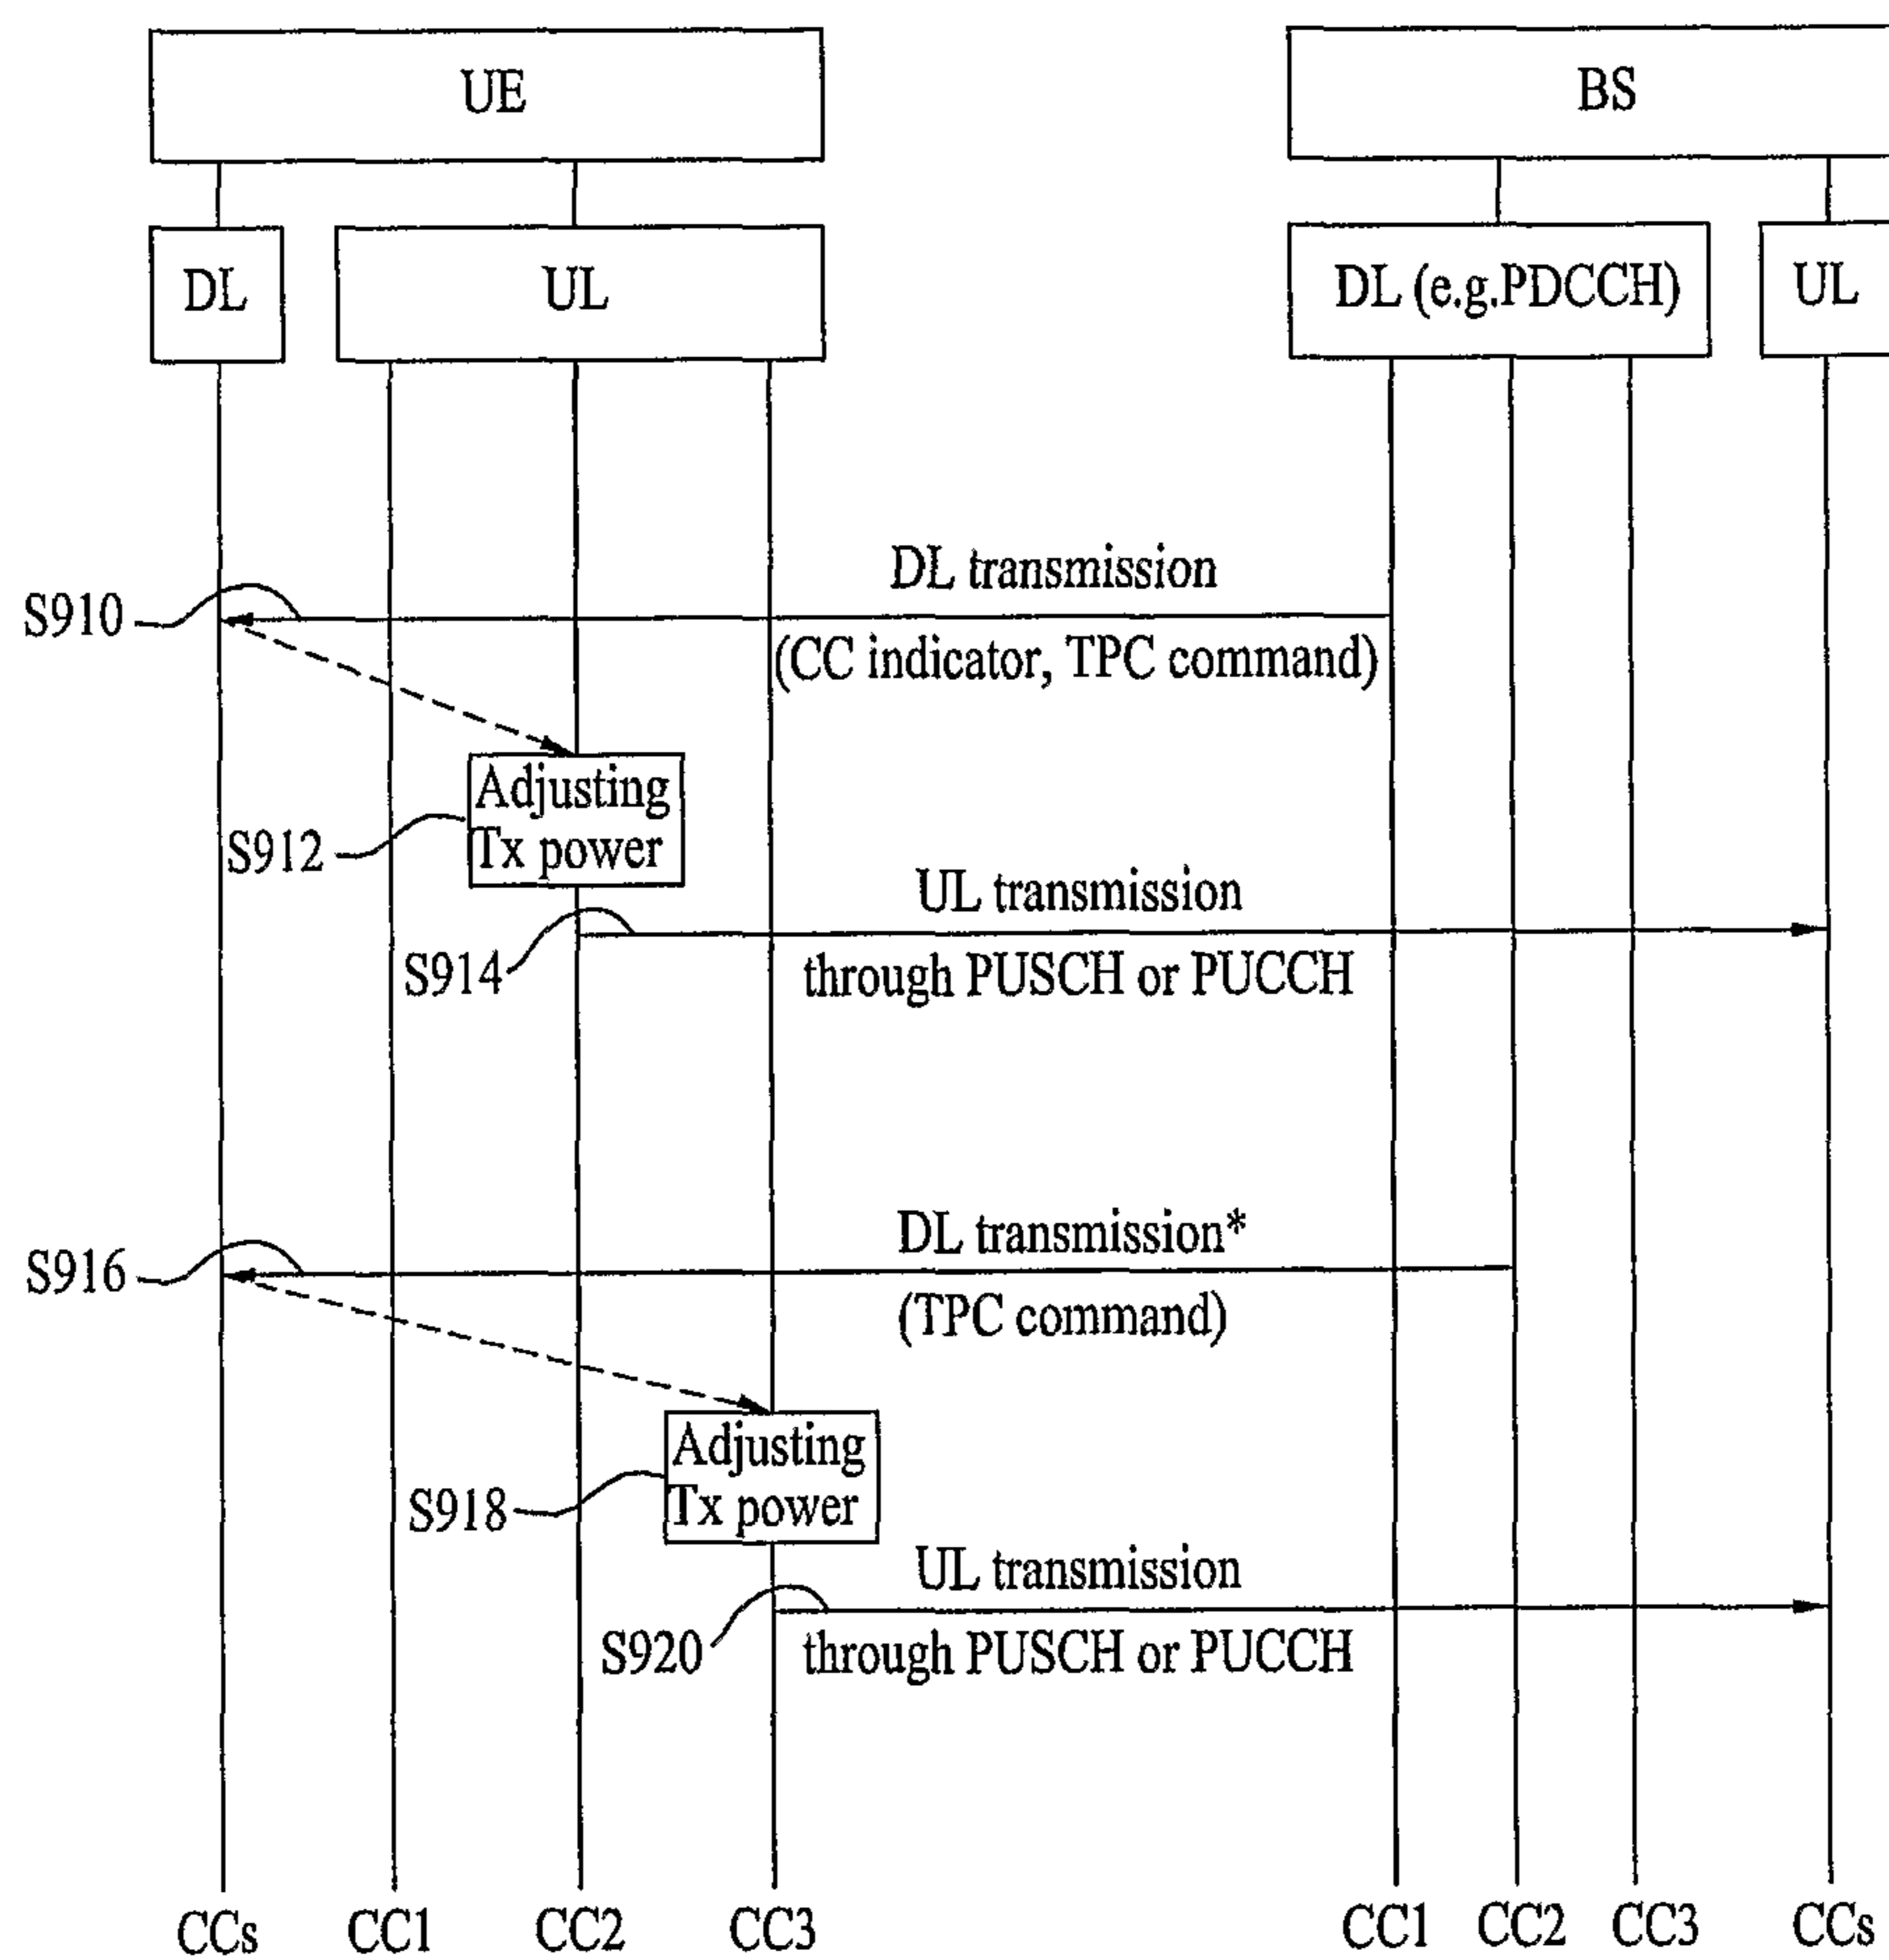 UE
BS
DL
UL
DL (e.g.PDCCH)
UL
DL transmission
S910
(CC indicator, TPC command)
Adjusting
Tx power
S912
UL transmission
S914
through PUSCH or PUCCH
DL transmission*
S916
(TPC command)
Adjusting
Tx power
S918
UL transmission
S920
through PUSCH or PUCCH
CCs
CC1
CC2
CC3
CC1
CC2
CC3
CCs